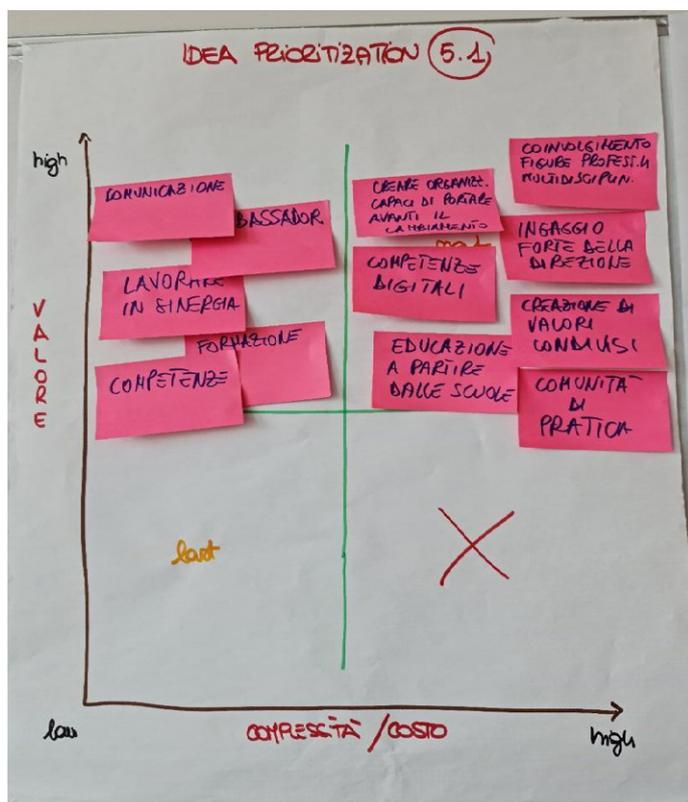 IDEA PRIORITIZATION 5.1
high
VALORE
COMUNICAZIONE
BASSADOR
LAVORARE
IN SINERGIA
FORMAZIONE
COMPETENZE
CREARE ORGANIZZ.
CAPACI DI PORTARE
AVANTI IL
CAMBIAMENTO
COMPETENZE
DIGITALI
EDUCAZIONE
A PARTIRE
DALLE SCUOLE
COINVOLGIMENTO
FIGURE PROFESS.LI
MULTIDISCIPLIN.
INGAGGIO
FORTE DELLA
DIREZIONE
CREAZIONE DI
VALORI
CONDIVISI
COMUNITÀ
DI
PRATICA
last
low
COMPLESSITÀ / COSTO
high